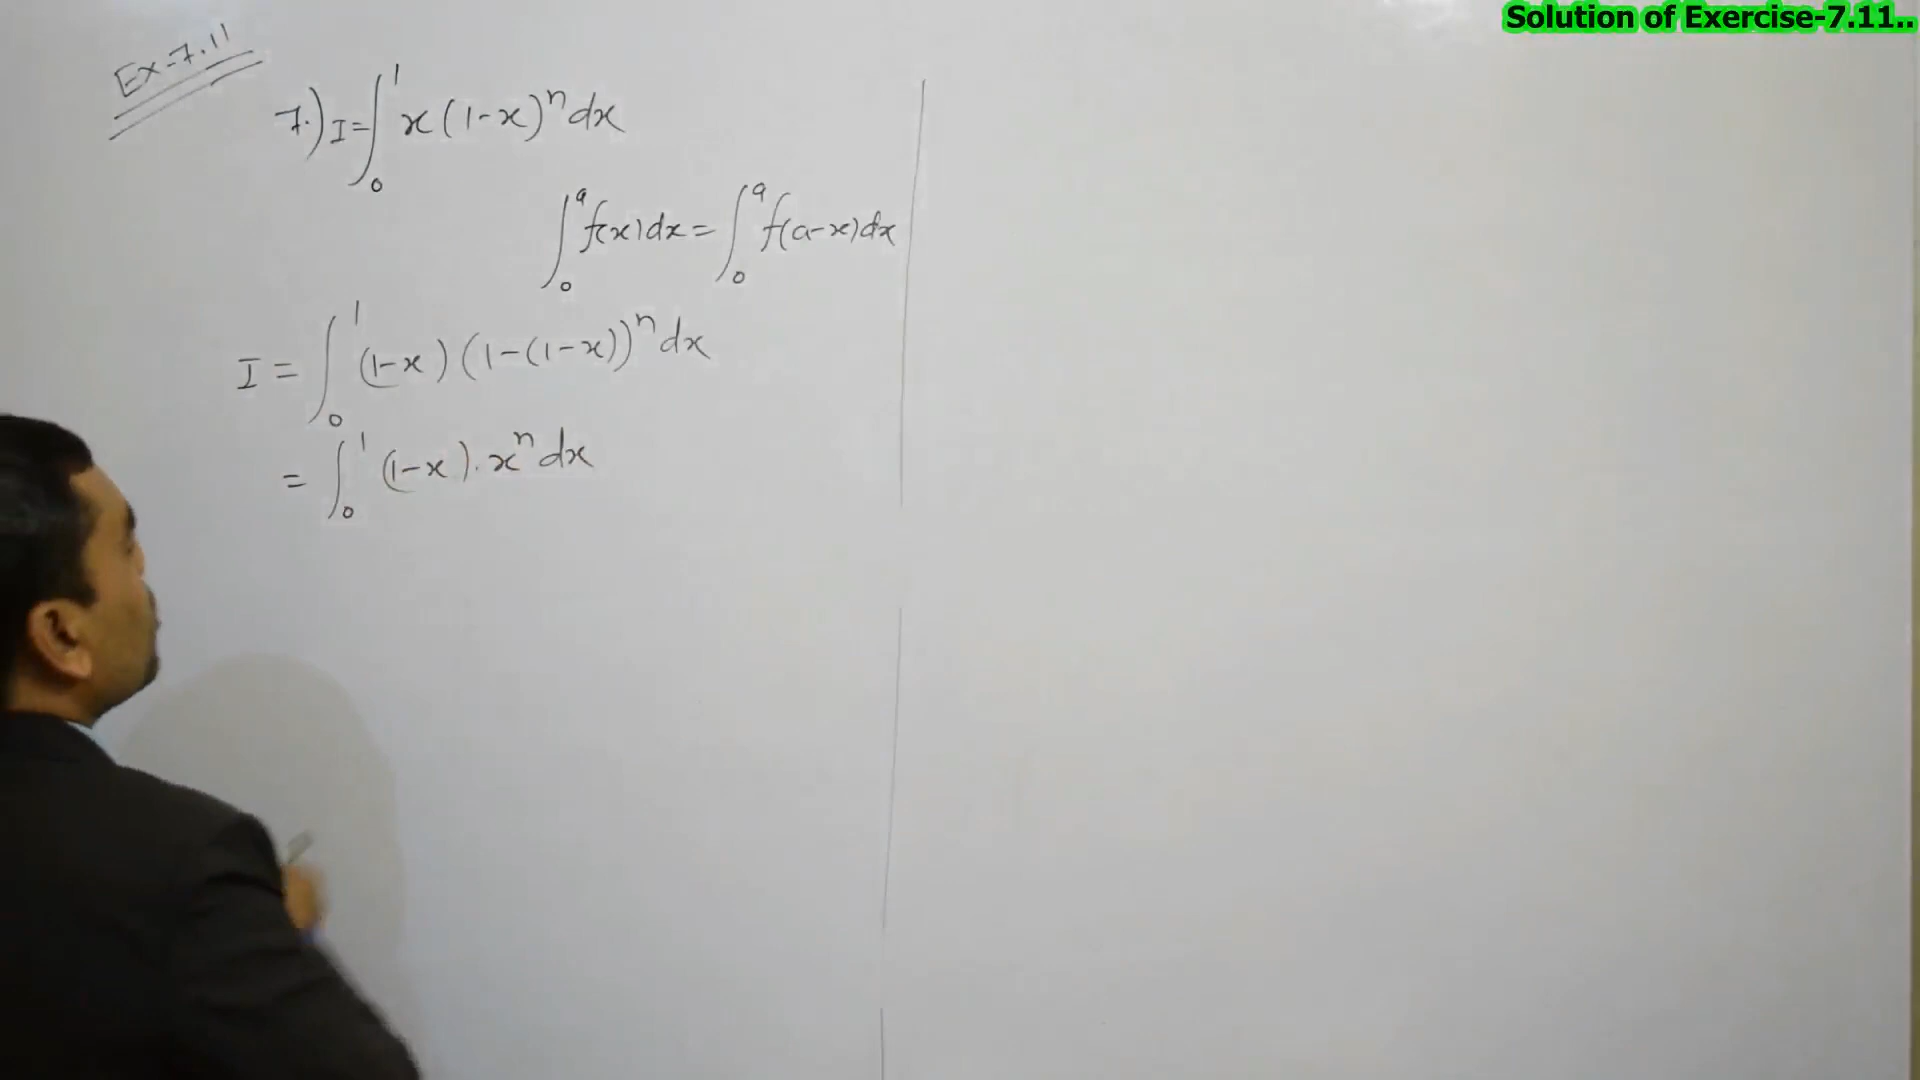 Solution of Exercise-7.11..
Ex-7.11
7.) I=∫₀¹ x(1-x)ⁿ dx
∫₀ᵃ f(x)dx = ∫₀ᵃ f(a-x)dx
I = ∫₀¹ (1-x)(1-(1-x))ⁿ dx
= ∫₀¹ (1-x).xⁿ dx